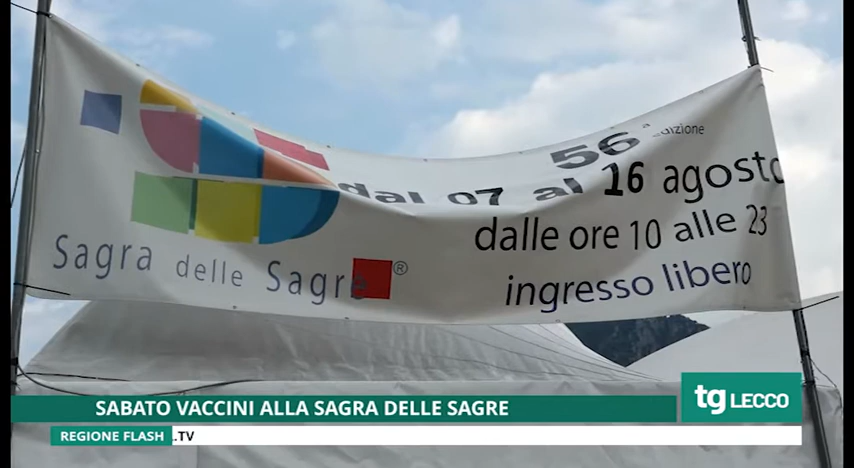 56ª edizione
dal 07 al 16 agosto
dalle ore 10 alle 23
ingresso libero
Sagra delle Sagre ®
SABATO VACCINI ALLA SAGRA DELLE SAGRE
tg LECCO
REGIONE FLASH .TV